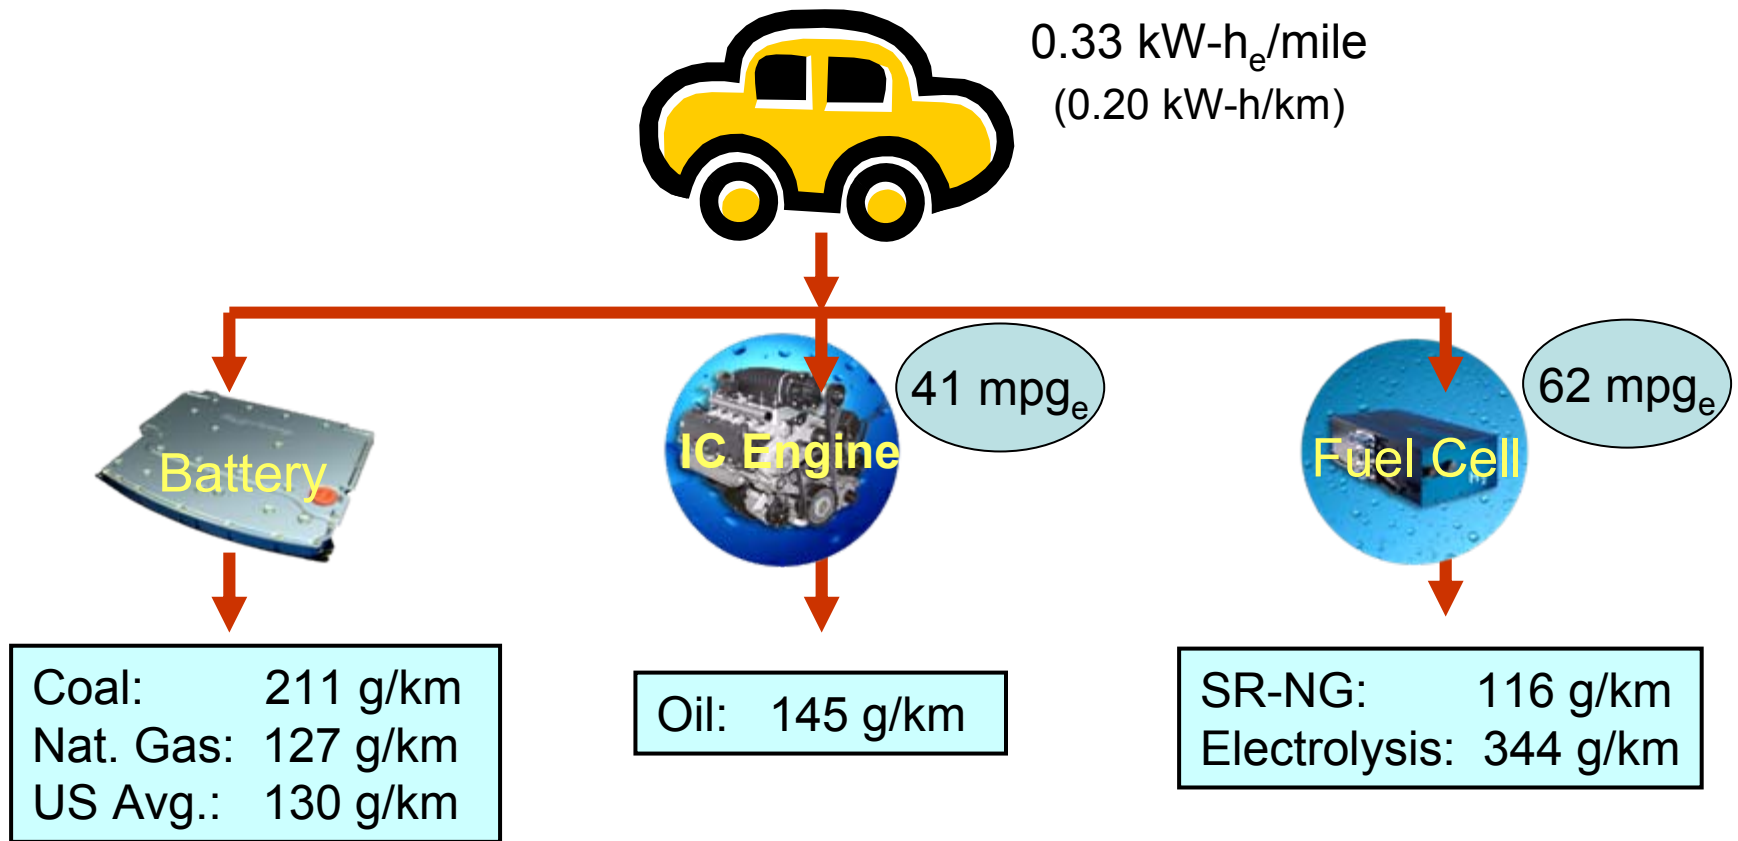 0.33 kW-hₑ/mile
(0.20 kW-h/km)
41 mpgₑ
62 mpgₑ
Battery
IC Engine
Fuel Cell
Coal: 211 g/km
Nat. Gas: 127 g/km
US Avg.: 130 g/km
Oil: 145 g/km
SR-NG: 116 g/km
Electrolysis: 344 g/km